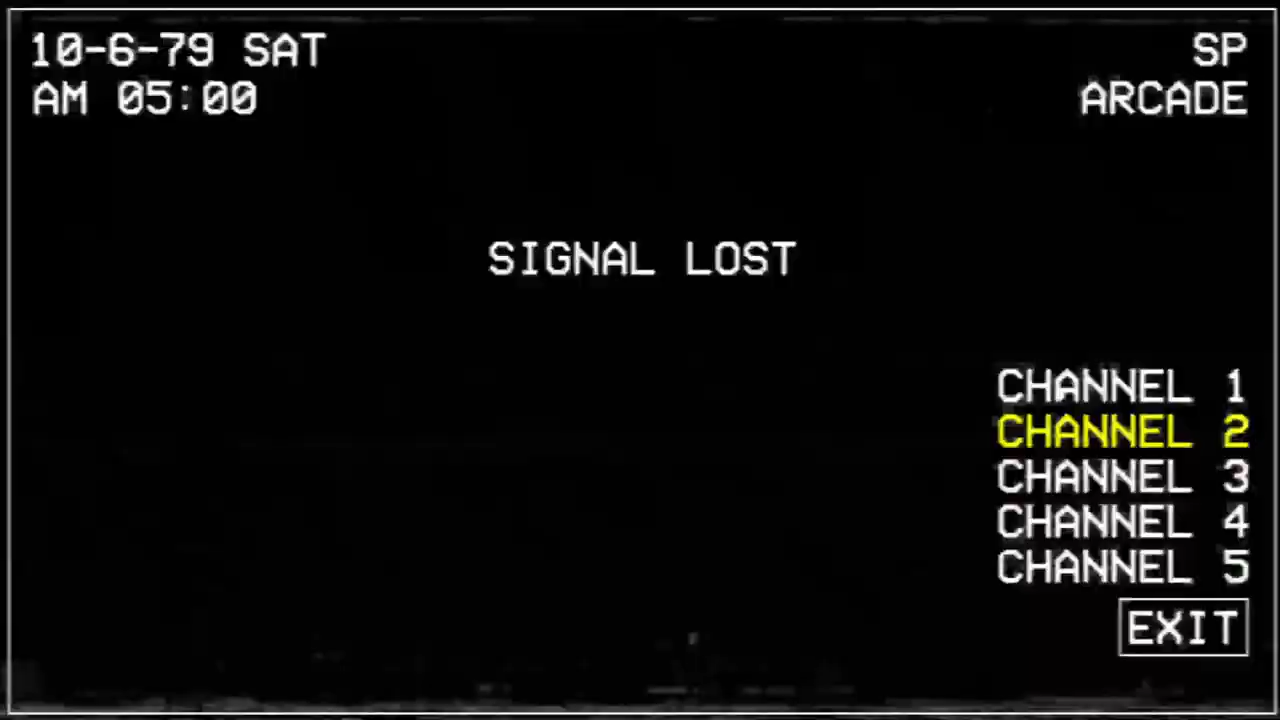 10-6-79 SAT
AM 05:00
SP
ARCADE
SIGNAL LOST
CHANNEL 1
CHANNEL 2
CHANNEL 3
CHANNEL 4
CHANNEL 5
EXIT